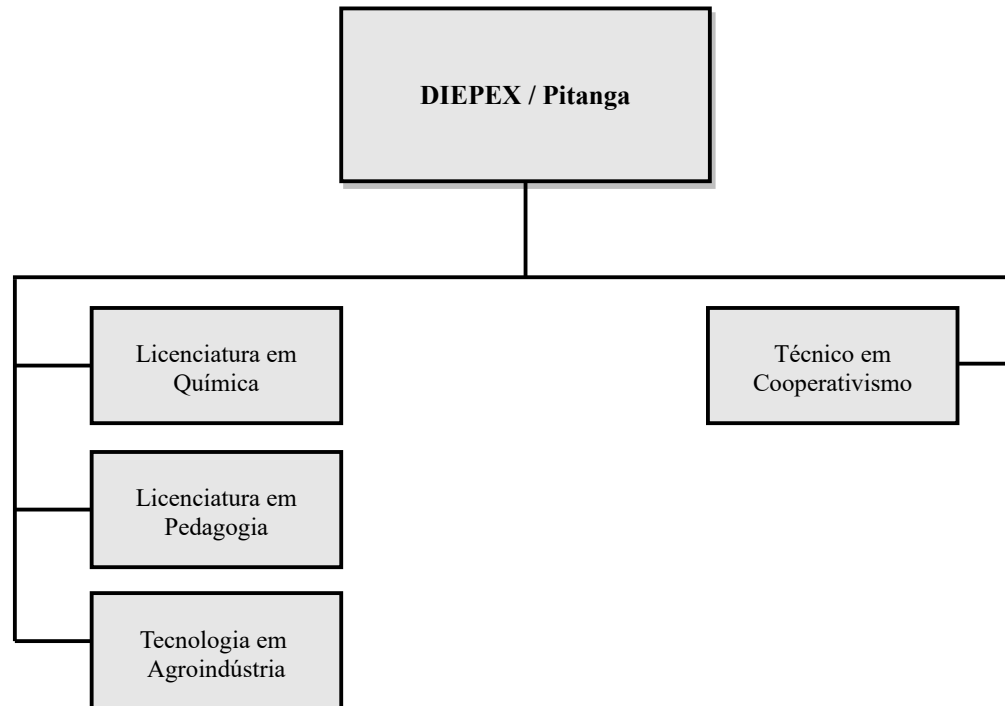 DIEPEX / Pitanga
Licenciatura em
Química
Técnico em
Cooperativismo
Licenciatura em
Pedagogia
Tecnologia em
Agroindústria